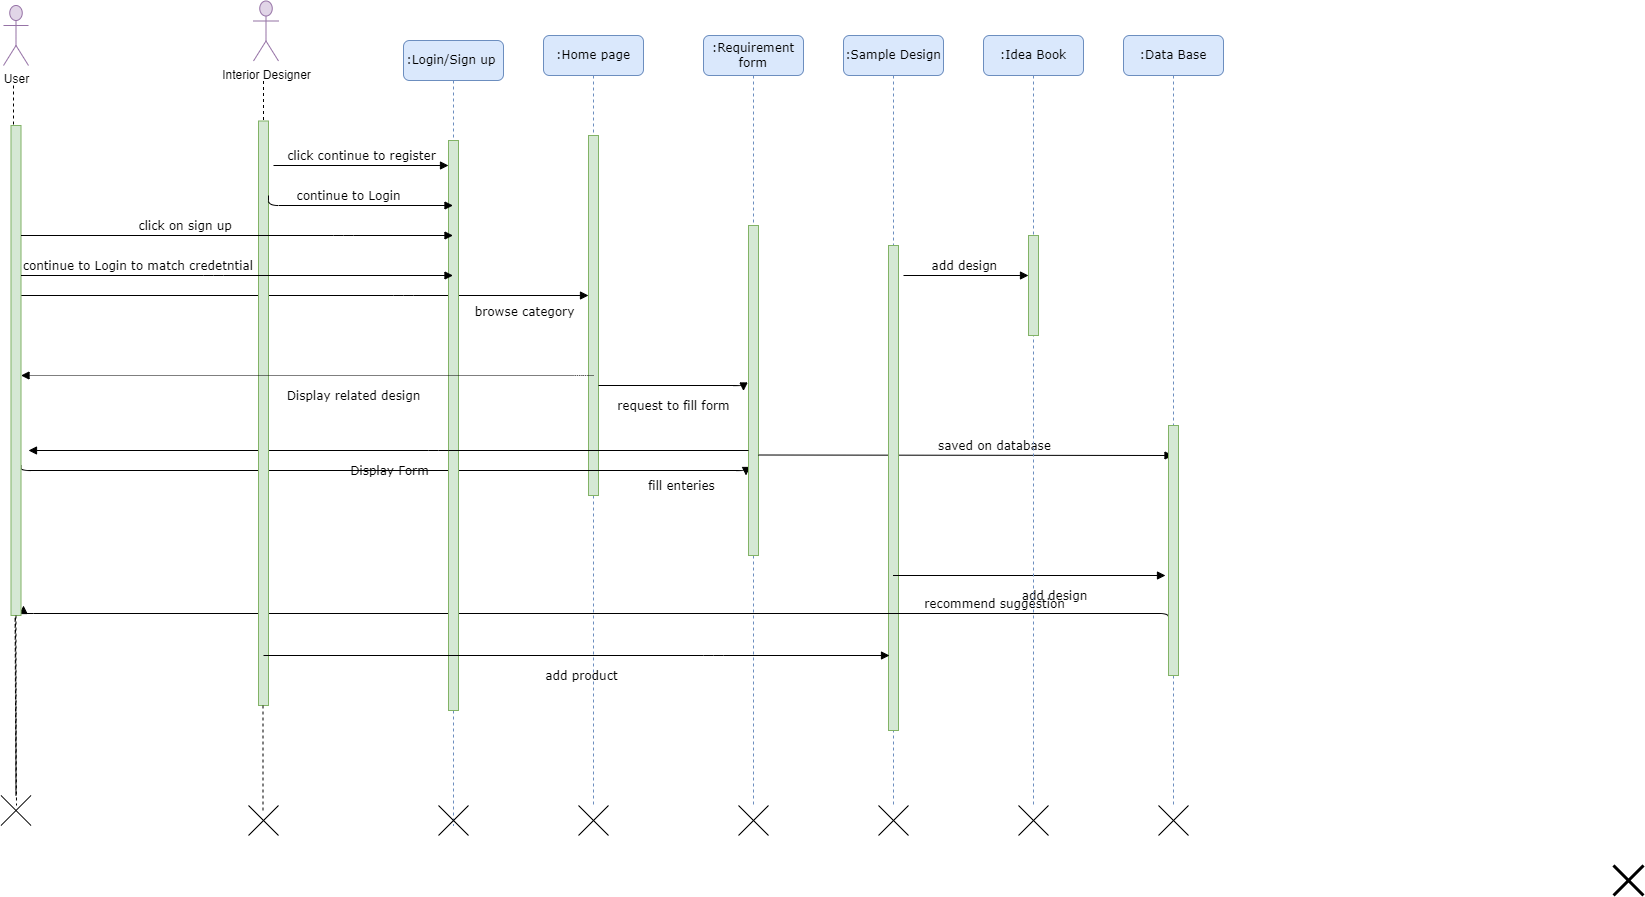 User
Interior Designer
:Login/Sign up
:Home page
:Requirement
form
:Sample Design
:Idea Book
:Data Base
click continue to register
continue to Login
click on sign up
continue to Login to match credetntial
add design
browse category
Display related design
request to fill form
saved on database
Display Form
fill enteries
add design
recommend suggestion
add product